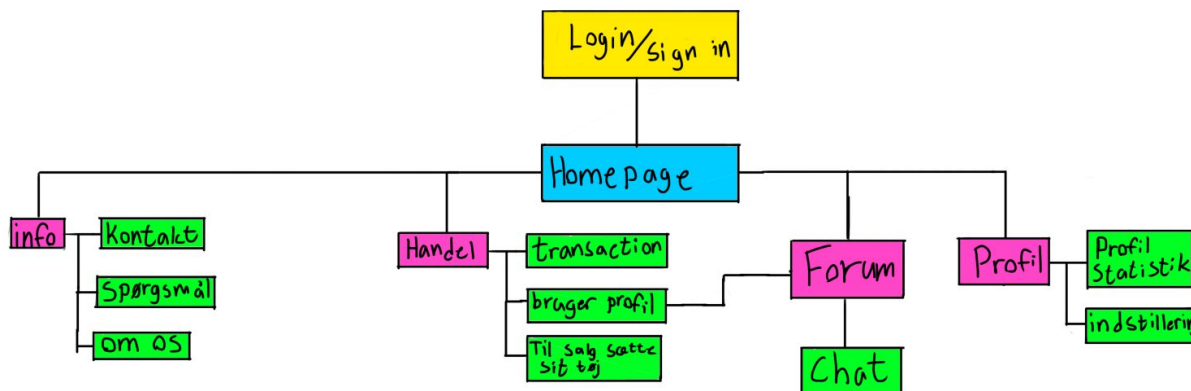 Login/sign in
Homepage
info
Kontakt
Spørgsmål
om os
Handel
transaction
bruger profil
Til salg sætte
sit tøj
Forum
Chat
Profil
Profil
Statistik
indstillering